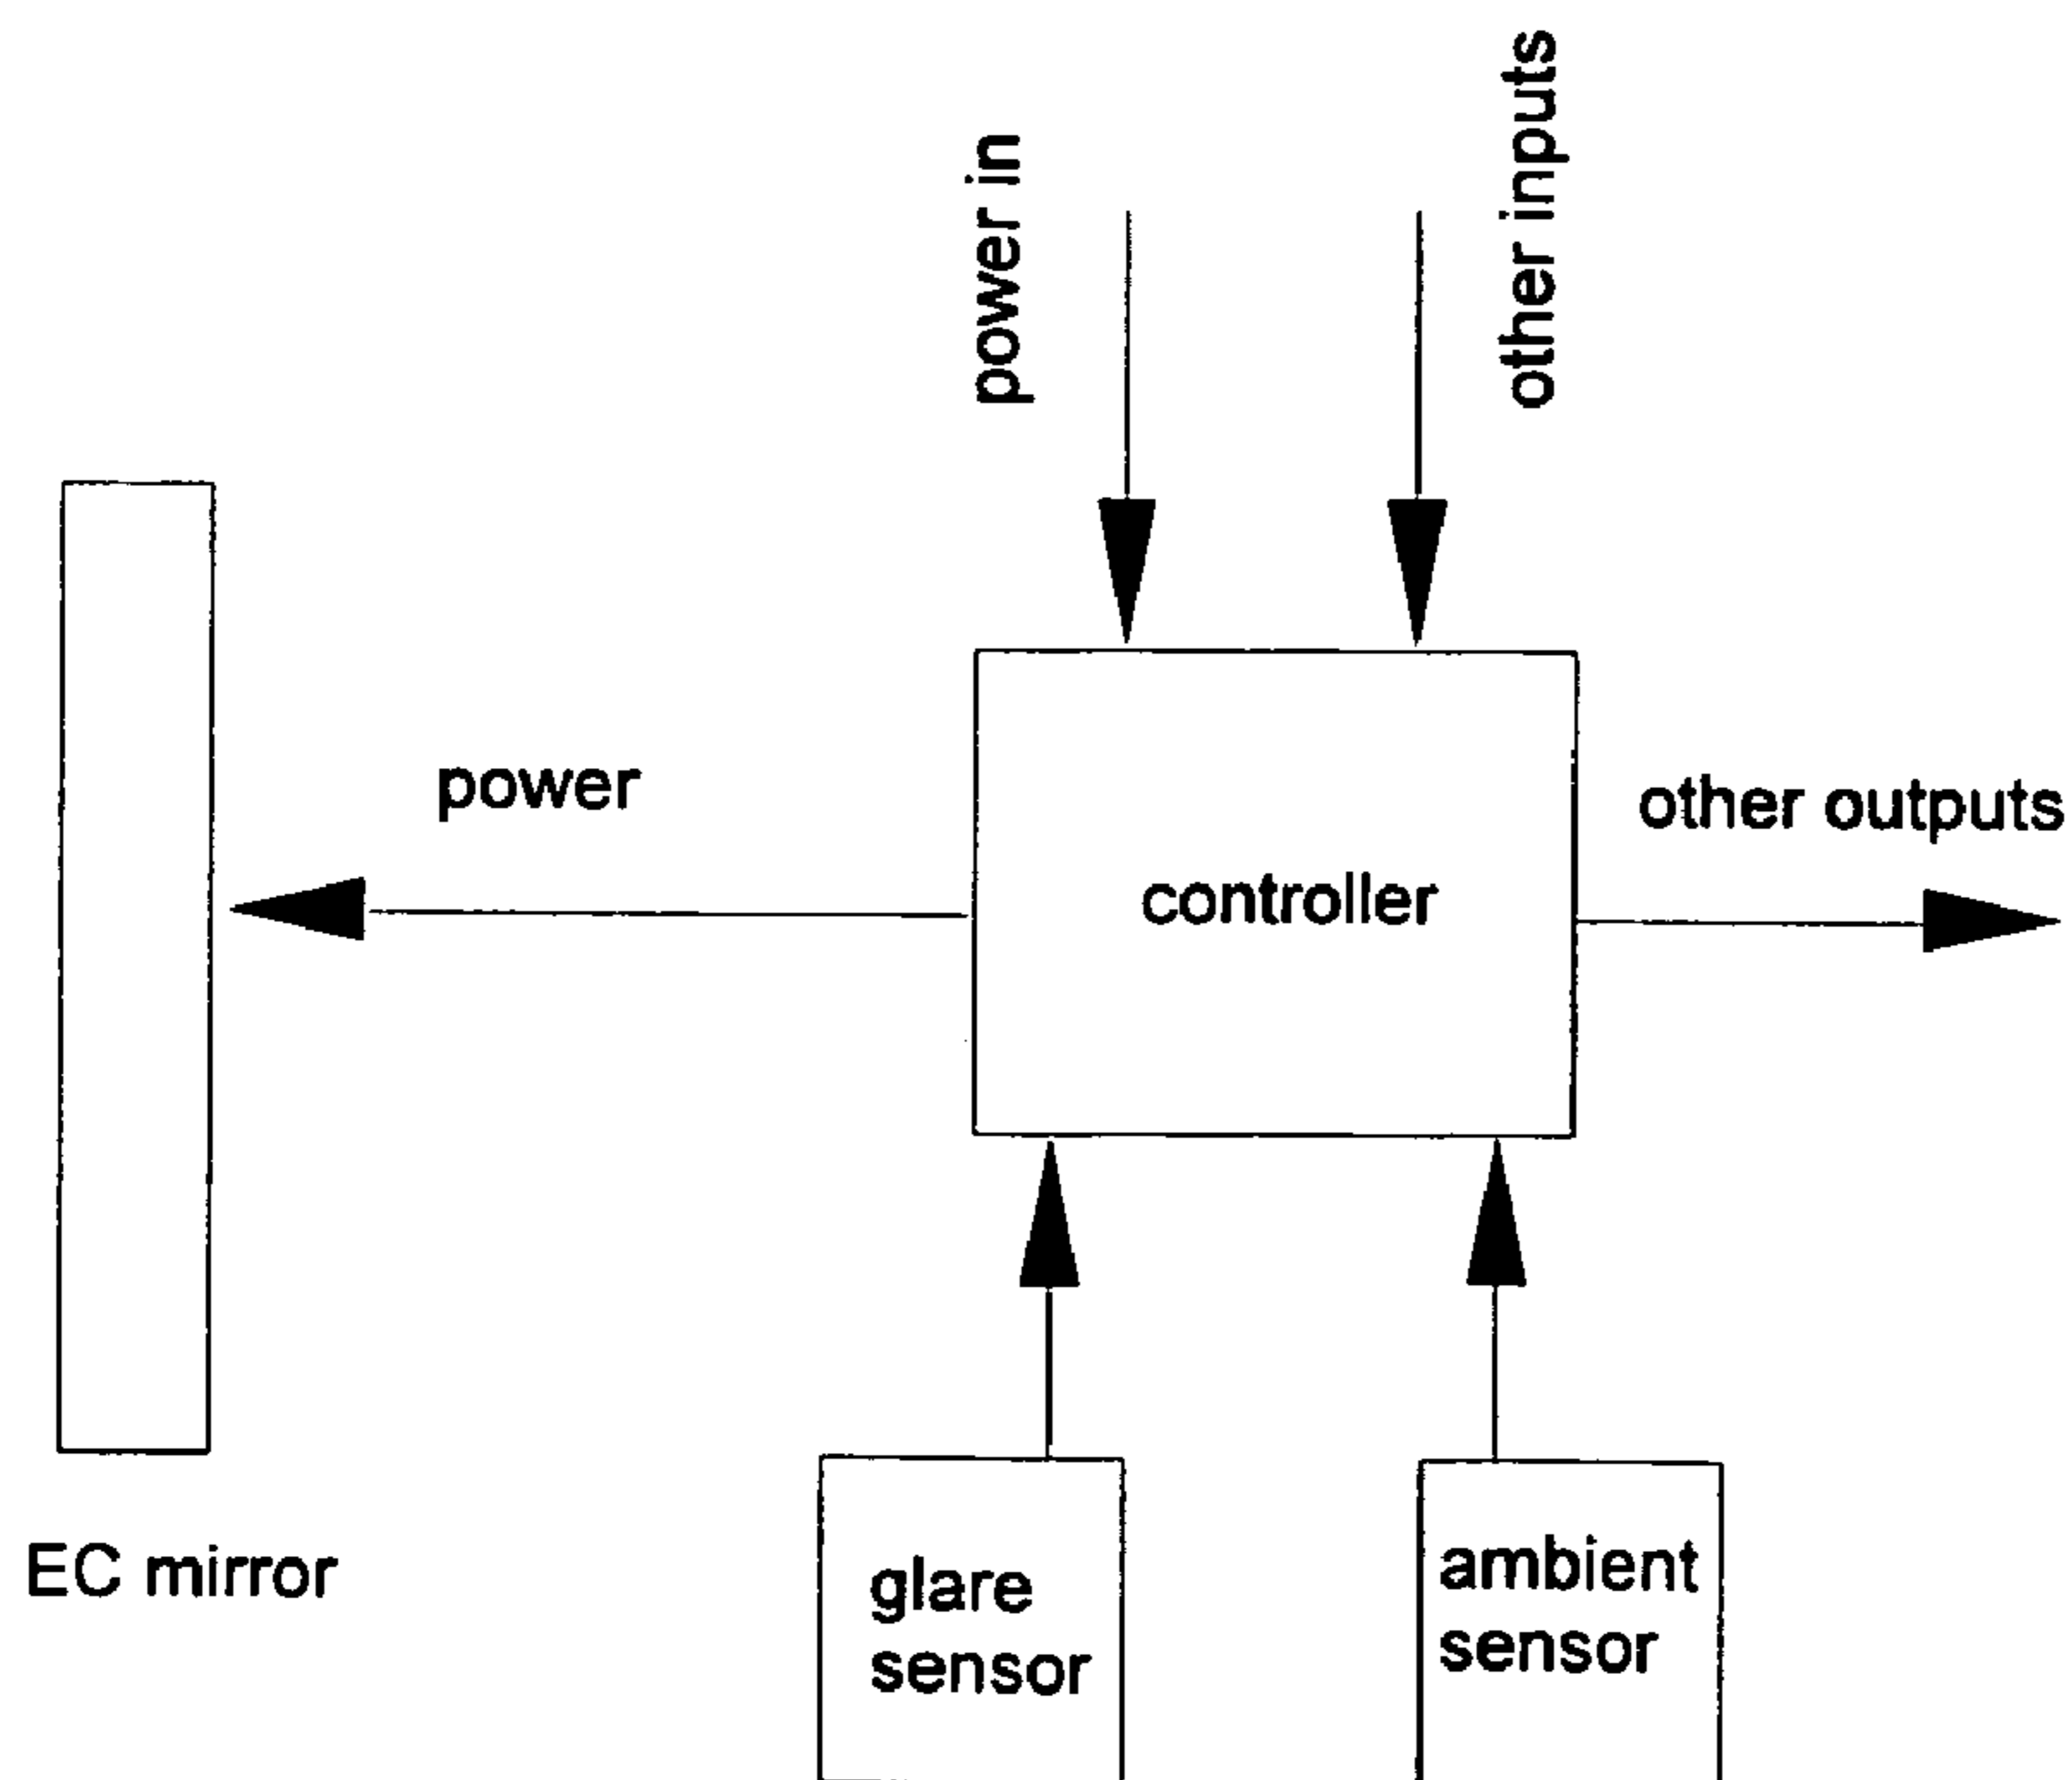 power in
other inputs
power
other outputs
controller
EC mirror
glare
sensor
ambient
sensor